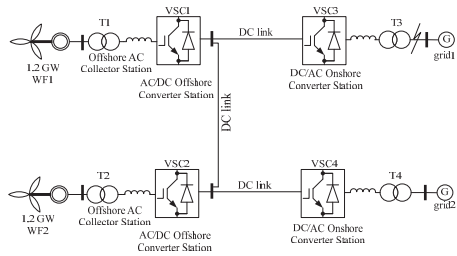 T1
VSC1
DC link
VSC3
T3
1.2 GW
WF1
Offshore AC
Collector Station
AC/DC Offshore
Converter Station
DC/AC Onshore
Converter Station
G
grid1
DC link
T2
VSC2
DC link
VSC4
T4
1.2 GW
WF2
Offshore AC
Collector Station
AC/DC Offshore
Converter Station
DC/AC Onshore
Converter Station
G
grid2